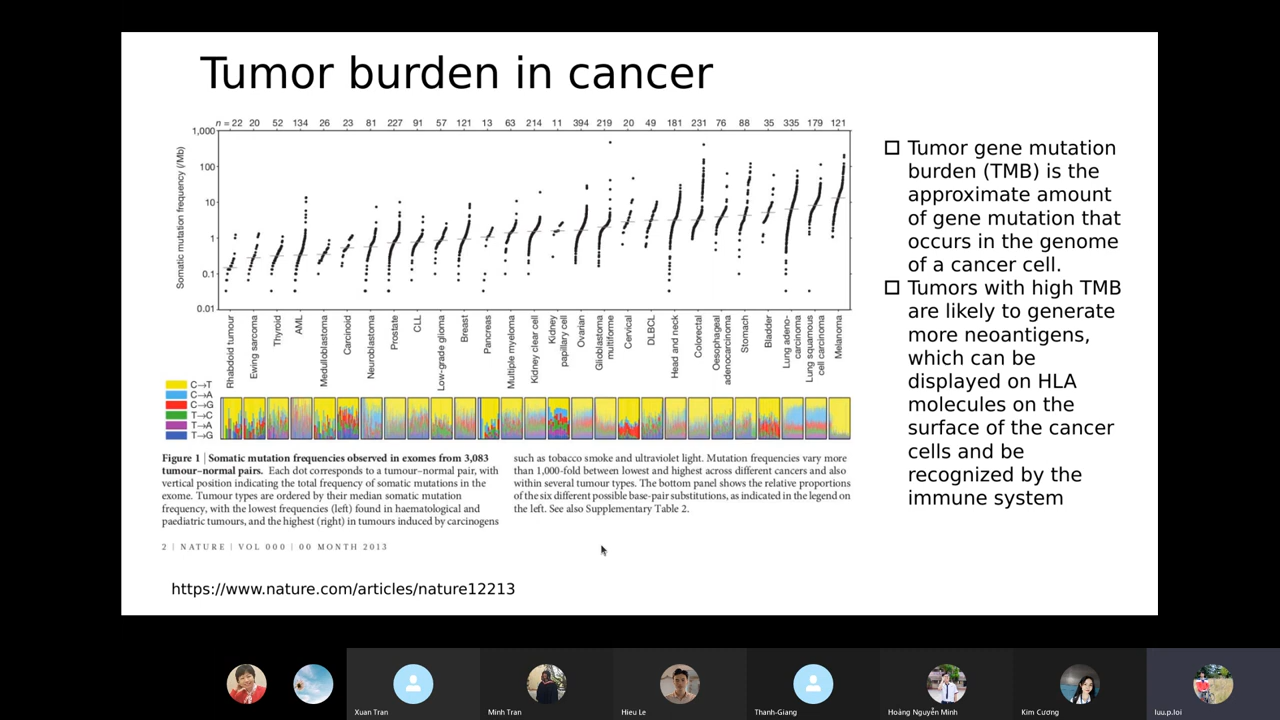 Tumor burden in cancer
n = 22 20 52 134 26 23 81 227 91 57 121 13 63 214 11 394 219 20 49 181 231 76 88 35 335 179 121
Somatic mutation frequency (/Mb)
1,000
100
10
1
0.1
0.01
Rhabdoid tumour
Ewing sarcoma
Thyroid
AML
Medulloblastoma
Carcinoid
Neuroblastoma
Prostate
CLL
Low-grade glioma
Breast
Pancreas
Multiple myeloma
Kidney clear cell
Kidney
papillary cell
Ovarian
Glioblastoma
multiforme
Cervical
DLBCL
Head and neck
Colorectal
Oesophageal
adenocarcinoma
Stomach
Bladder
Lung adeno-
carcinoma
Lung squamous
cell carcinoma
Melanoma
C→T
C→A
C→G
T→C
T→A
T→G
Figure 1 | Somatic mutation frequencies observed in exomes from 3,083
tumour–normal pairs. Each dot corresponds to a tumour–normal pair, with
vertical position indicating the total frequency of somatic mutations in the
exome. Tumour types are ordered by their median somatic mutation
frequency, with the lowest frequencies (left) found in haematological and
paediatric tumours, and the highest (right) in tumours induced by carcinogens
such as tobacco smoke and ultraviolet light. Mutation frequencies vary more
than 1,000-fold between lowest and highest across different cancers and also
within several tumour types. The bottom panel shows the relative proportions
of the six different possible base-pair substitutions, as indicated in the legend on
the left. See also Supplementary Table 2.
2 | NATURE | VOL 000 | 00 MONTH 2013
https://www.nature.com/articles/nature12213
Tumor gene mutation
burden (TMB) is the
approximate amount
of gene mutation that
occurs in the genome
of a cancer cell.
Tumors with high TMB
are likely to generate
more neoantigens,
which can be
displayed on HLA
molecules on the
surface of the cancer
cells and be
recognized by the
immune system
Xuan Tran
Minh Tran
Hieu Le
Thanh-Giang
Hoàng Nguyễn Minh
Kim Cương
luu.p.loi